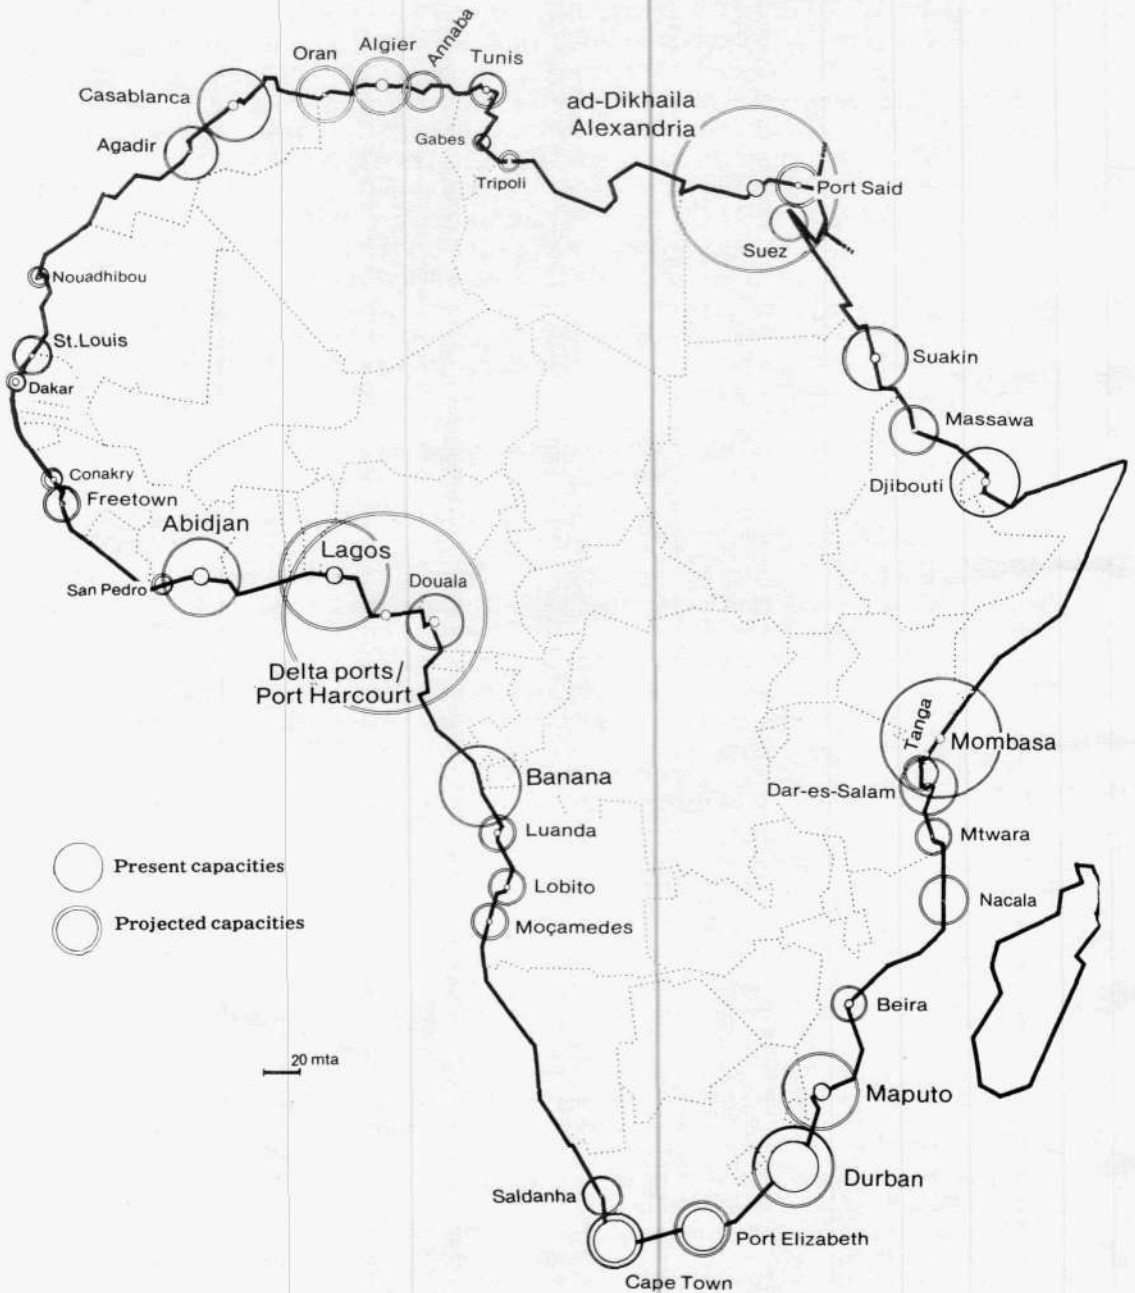 Oran
Algier
Annaba
Tunis
Casablanca
ad-Dikhaila
Alexandria
Agadir
Gabes
Tripoli
Port Said
Suez
Nouadhibou
St.Louis
Suakin
Dakar
Massawa
Conakry
Djibouti
Freetown
Abidjan
Lagos
San Pedro
Douala
Delta ports/
Port Harcourt
Tanga
Mombasa
Banana
Dar-es-Salam
Luanda
Mtwara
Present capacities
Lobito
Nacala
Projected capacities
Moçamedes
Beira
20 mta
Maputo
Durban
Saldanha
Port Elizabeth
Cape Town